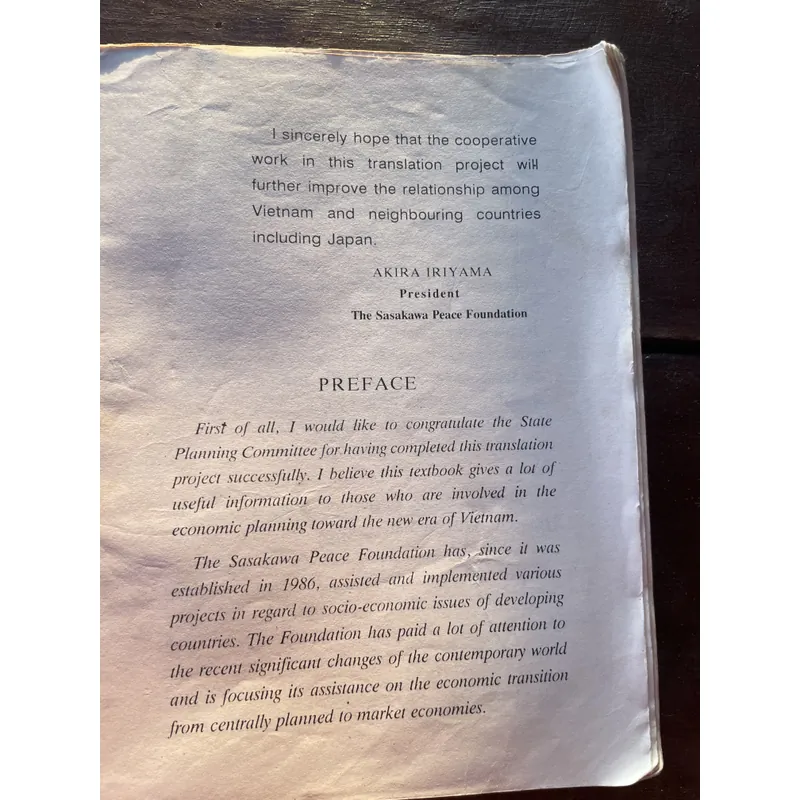 I sincerely hope that the cooperative
work in this translation project will
further improve the relationship among
Vietnam and neighbouring countries
including Japan.
AKIRA IRIYAMA
President
The Sasakawa Peace Foundation
PREFACE
First of all, I would like to congratulate the State
Planning Committee for having completed this translation
project successfully. I believe this textbook gives a lot of
useful information to those who are involved in the
economic planning toward the new era of Vietnam.
The Sasakawa Peace Foundation has, since it was
established in 1986, assisted and implemented various
projects in regard to socio-economic issues of developing
countries. The Foundation has paid a lot of attention to
the recent significant changes of the contemporary world
and is focusing its assistance on the economic transition
from centrally planned to market economies.